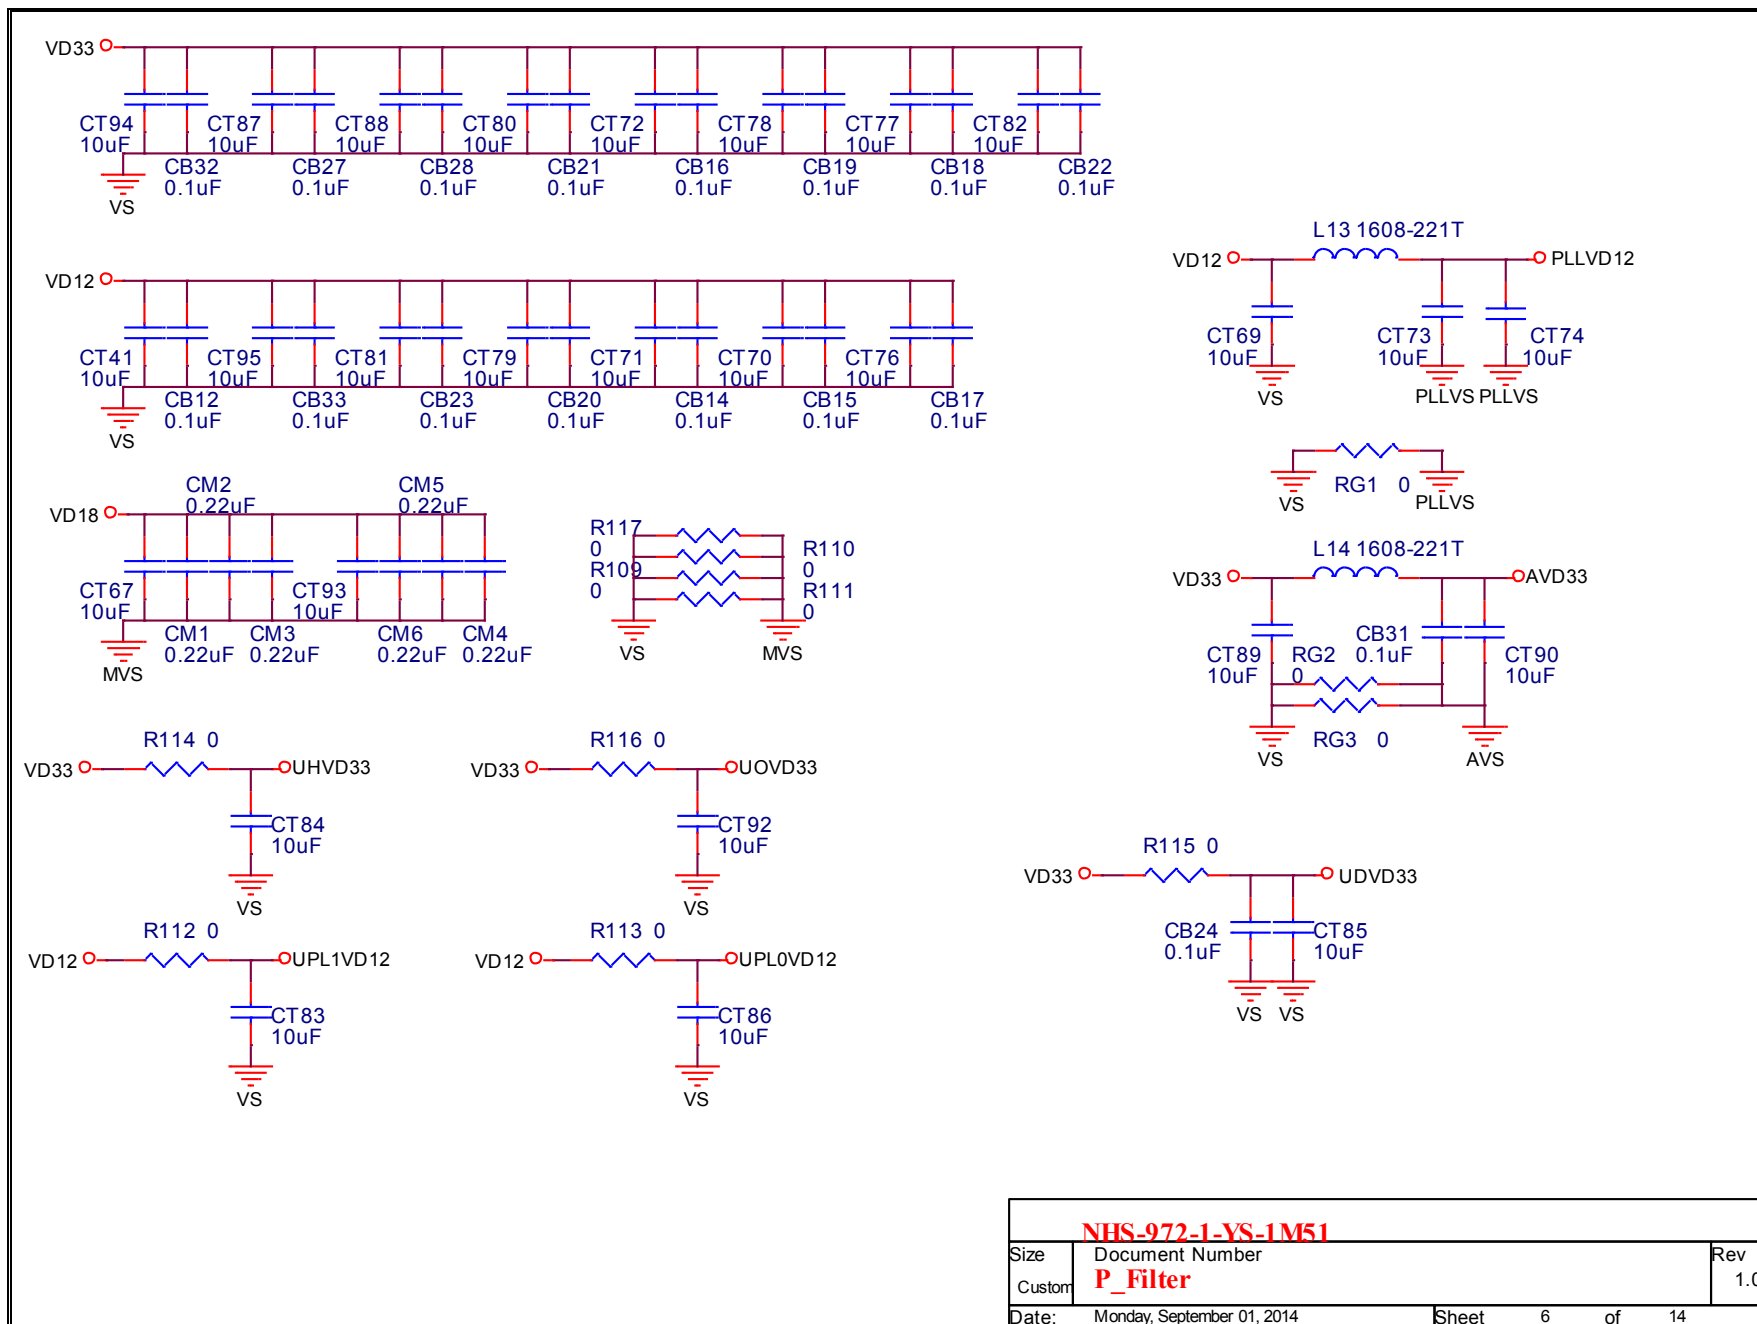 VD33
CT94 CT87 CT88 CT80 CT72 CT78 CT77 CT82
10uF 10uF 10uF 10uF 10uF 10uF 10uF 10uF
CB32 CB27 CB28 CB21 CB16 CB19 CB18 CB22
0.1uF 0.1uF 0.1uF 0.1uF 0.1uF 0.1uF 0.1uF 0.1uF
VS
VD12
CT41 CT95 CT81 CT79 CT71 CT70 CT76
10uF 10uF 10uF 10uF 10uF 10uF 10uF
CB12 CB33 CB23 CB20 CB14 CB15 CB17
0.1uF 0.1uF 0.1uF 0.1uF 0.1uF 0.1uF 0.1uF
VS
L13 1608-221T
VD12 PLLVD12
CT69 CT73 CT74
10uF 10uF 10uF
VS PLLVS PLLVS
RG1 0
VS PLLVS
CM2 CM5
0.22uF 0.22uF
VD18
CT67 CT93
10uF 10uF
CM1 CM3 CM6 CM4
0.22uF 0.22uF 0.22uF 0.22uF
MVS
R117
0
R110
0
R109
0
R111
0
VS MVS
L14 1608-221T
VD33 AVD33
CT89 RG2 CB31 CT90
10uF 0 0.1uF 10uF
RG3 0
VS AVS
R114 0
VD33 UHVD33
CT84
10uF
VS
R116 0
VD33 UOVD33
CT92
10uF
VS
R115 0
VD33 UDVD33
CB24 CT85
0.1uF 10uF
VS VS
R112 0
VD12 UPL1VD12
CT83
10uF
VS
R113 0
VD12 UPL0VD12
CT86
10uF
VS
NHS-972-1-YS-1M51
Size Document Number Rev
Custom P_Filter 1.0
Date: Monday, September 01, 2014 Sheet 6 of 14